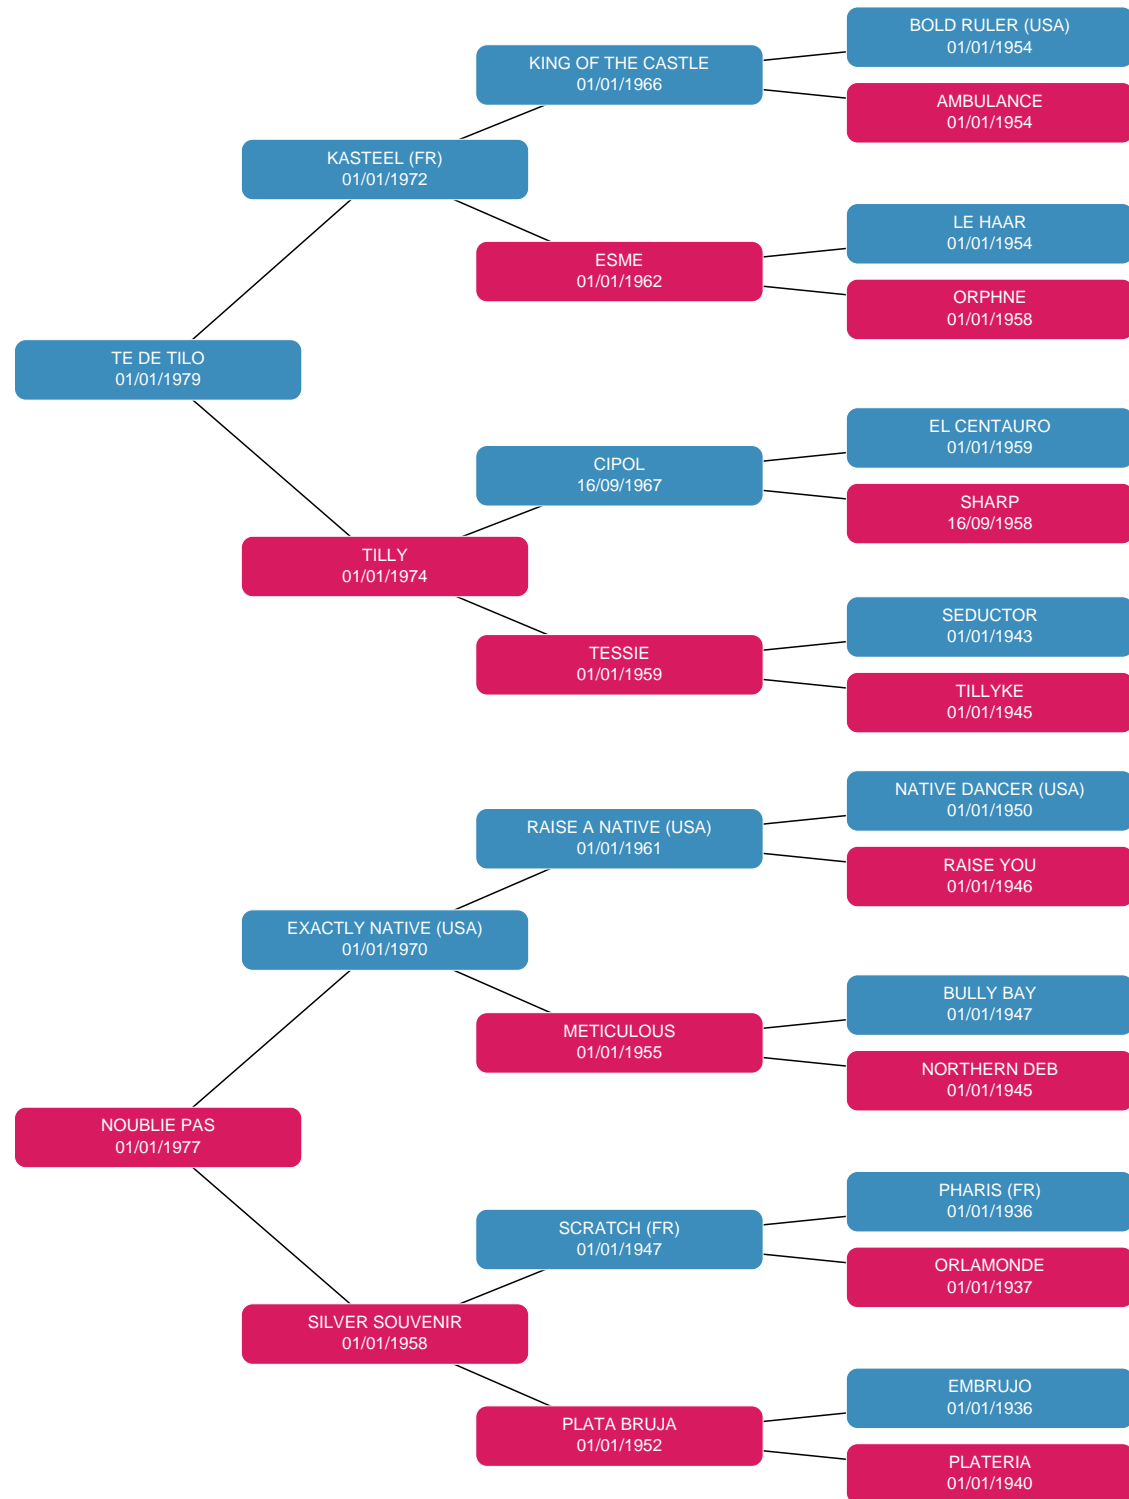 BOLD RULER (USA)
01/01/1954
KING OF THE CASTLE
01/01/1966
AMBULANCE
01/01/1954
KASTEEL (FR)
01/01/1972
LE HAAR
01/01/1954
ESME
01/01/1962
ORPHNE
01/01/1958
TE DE TILO
01/01/1979
EL CENTAURO
01/01/1959
CIPOL
16/09/1967
SHARP
16/09/1958
TILLY
01/01/1974
SEDUCTOR
01/01/1943
TESSIE
01/01/1959
TILLYKE
01/01/1945
NATIVE DANCER (USA)
01/01/1950
RAISE A NATIVE (USA)
01/01/1961
RAISE YOU
01/01/1946
EXACTLY NATIVE (USA)
01/01/1970
BULLY BAY
01/01/1947
METICULOUS
01/01/1955
NORTHERN DEB
01/01/1945
NOUBLIE PAS
01/01/1977
PHARIS (FR)
01/01/1936
SCRATCH (FR)
01/01/1947
ORLAMONDE
01/01/1937
SILVER SOUVENIR
01/01/1958
EMBRUJO
01/01/1936
PLATA BRUJA
01/01/1952
PLATERIA
01/01/1940